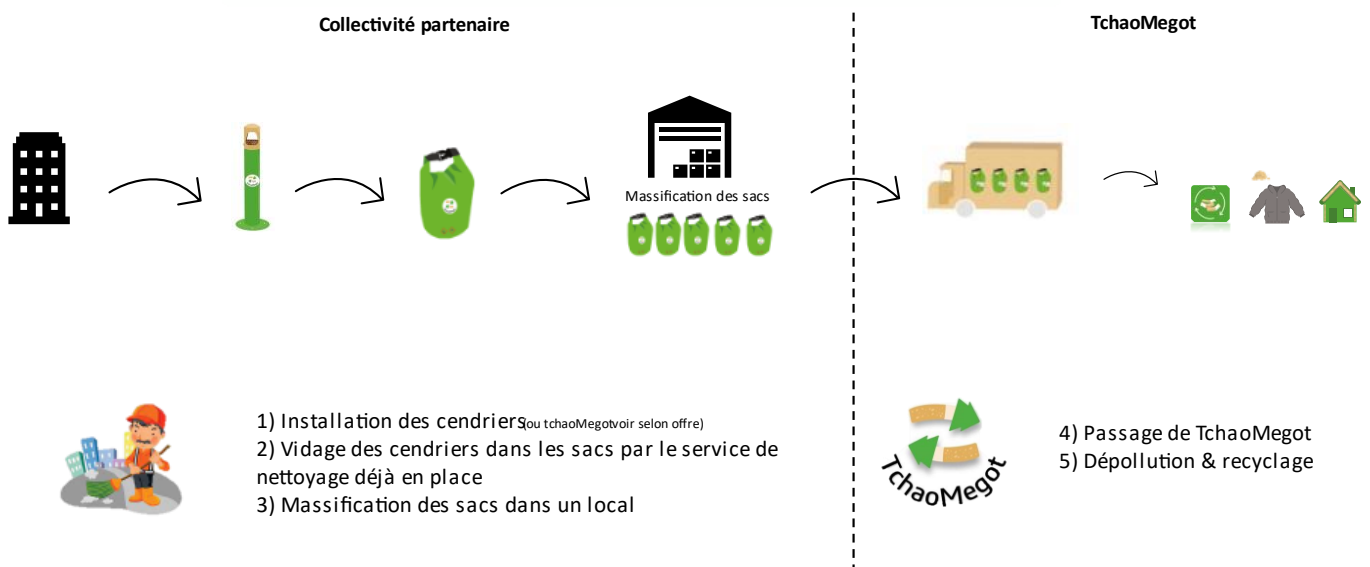 Collectivité partenaire
TchaoMegot
Massification des sacs
1) Installation des cendriers(ou tchaoMegotvoir selon offre)
2) Vidage des cendriers dans les sacs par le service de
nettoyage déjà en place
3) Massification des sacs dans un local
TchaoMegot
4) Passage de TchaoMegot
5) Dépollution & recyclage